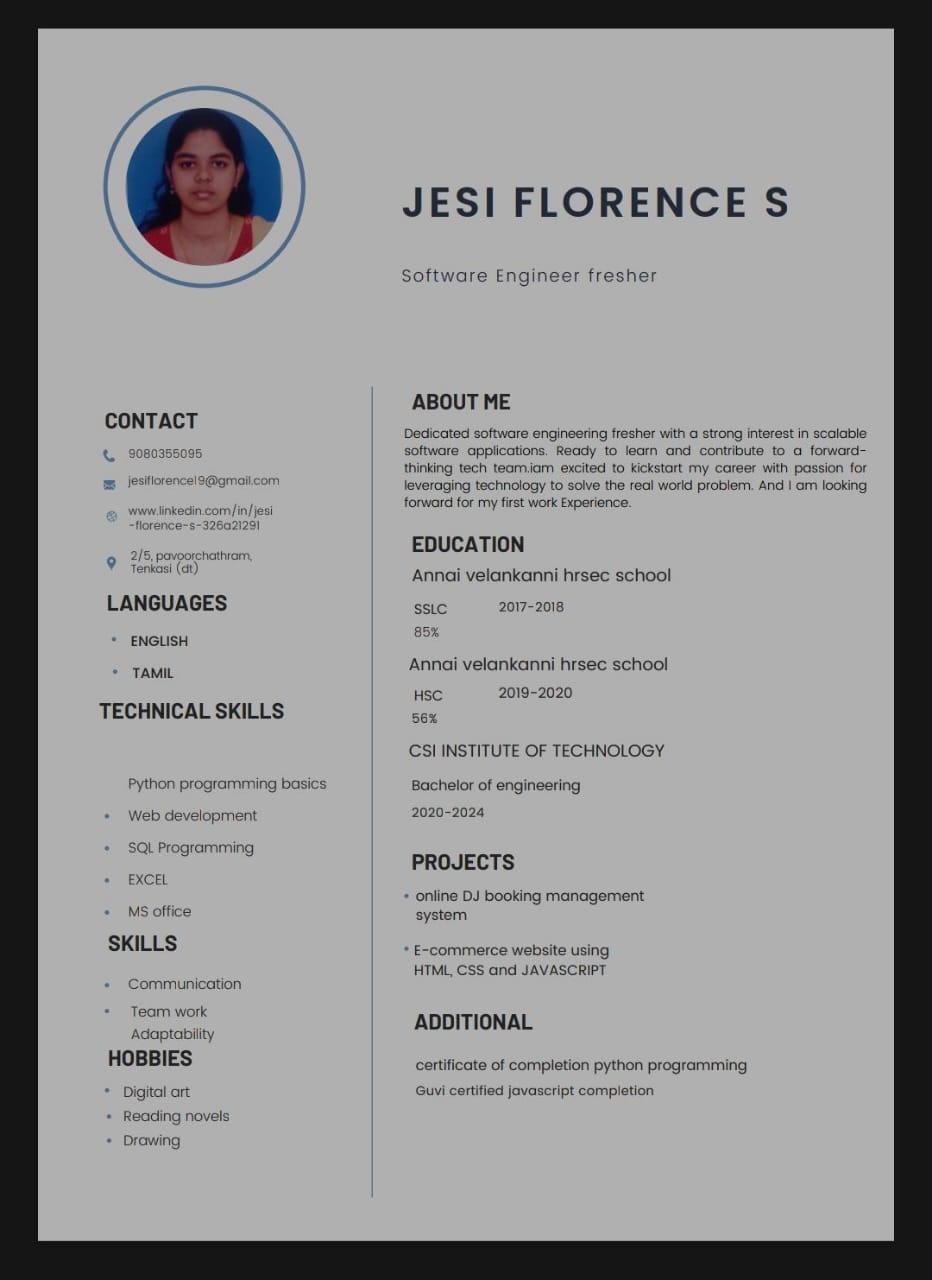 JESI FLORENCE S
Software Engineer fresher
CONTACT
9080355095
jesiflorence19@gmail.com
www.linkedin.com/in/jesi
-florence-s-326a21291
2/5, pavoorchathram,
Tenkasi (dt)
LANGUAGES
• ENGLISH
• TAMIL
TECHNICAL SKILLS
Python programming basics
• Web development
• SQL Programming
• EXCEL
• MS office
SKILLS
• Communication
• Team work
Adaptability
HOBBIES
• Digital art
• Reading novels
• Drawing
ABOUT ME
Dedicated software engineering fresher with a strong interest in scalable
software applications. Ready to learn and contribute to a forward-
thinking tech team.iam excited to kickstart my career with passion for
leveraging technology to solve the real world problem. And I am looking
forward for my first work Experience.
EDUCATION
Annai velankanni hrsec school
SSLC 2017-2018
85%
Annai velankanni hrsec school
HSC 2019-2020
56%
CSI INSTITUTE OF TECHNOLOGY
Bachelor of engineering
2020-2024
PROJECTS
• online DJ booking management
system
• E-commerce website using
HTML, CSS and JAVASCRIPT
ADDITIONAL
certificate of completion python programming
Guvi certified javascript completion